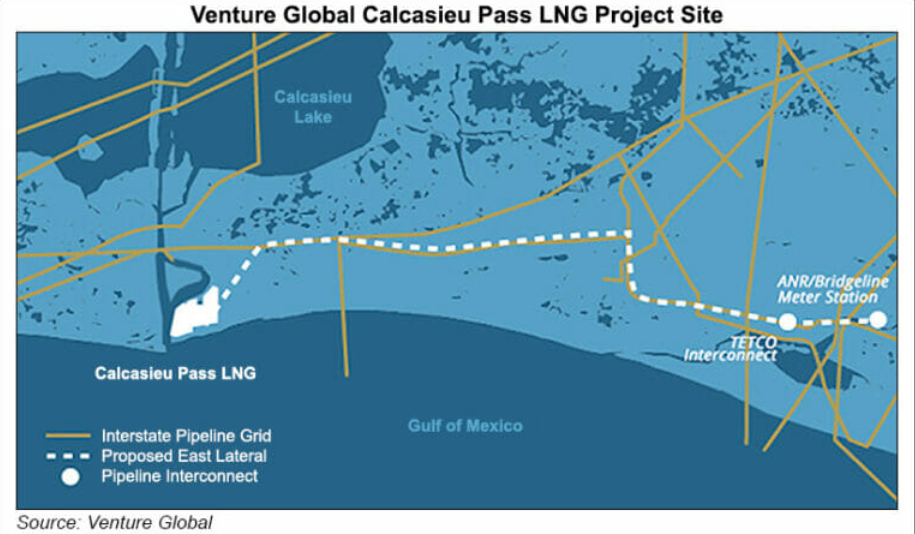 Venture Global Calcasieu Pass LNG Project Site
Calcasieu
Lake
ANR/Bridgeline
Meter Station
TETCO
Interconnect
Calcasieu Pass LNG
Gulf of Mexico
Interstate Pipeline Grid
Proposed East Lateral
Pipeline Interconnect
Source: Venture Global